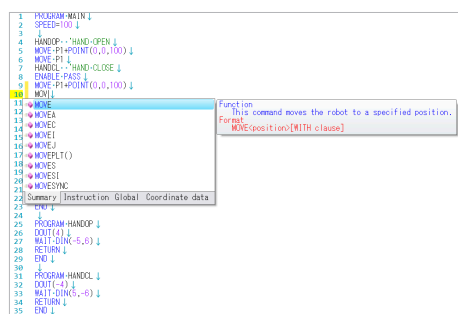 1 PROGRAM·MAIN↓
2 SPEED=100↓
3 ↓
4 HANDOP··'HAND·OPEN↓
5 MOVE·P1+POINT(0,0,100)↓
6 MOVE·P1↓
7 HANDCL··'HAND·CLOSE↓
8 ENABLE·PASS↓
9 MOVE·P1+POINT(0,0,100)↓
10 MOV↓
11 MOVE
12 MOVEA
13 MOVEC
14 MOVEI
15 MOVEJ
17 MOVEPLT()
18 MOVES
19 MOVESI
20 MOVESYNC
21
22 Summary Instruction Global Coordinate data
23 END↓
24 ↓
25 PROGRAM·HANDOP↓
26 DOUT(4)↓
27 WAIT·DIN(-5,6)↓
28 RETURN↓
29 END↓
30 ↓
31 PROGRAM·HANDCL↓
32 DOUT(-4)↓
33 WAIT·DIN(5,-6)↓
34 RETURN↓
35 END↓
Function
This command moves the robot to a specified position.
Format
MOVE<position>[WITH clause]